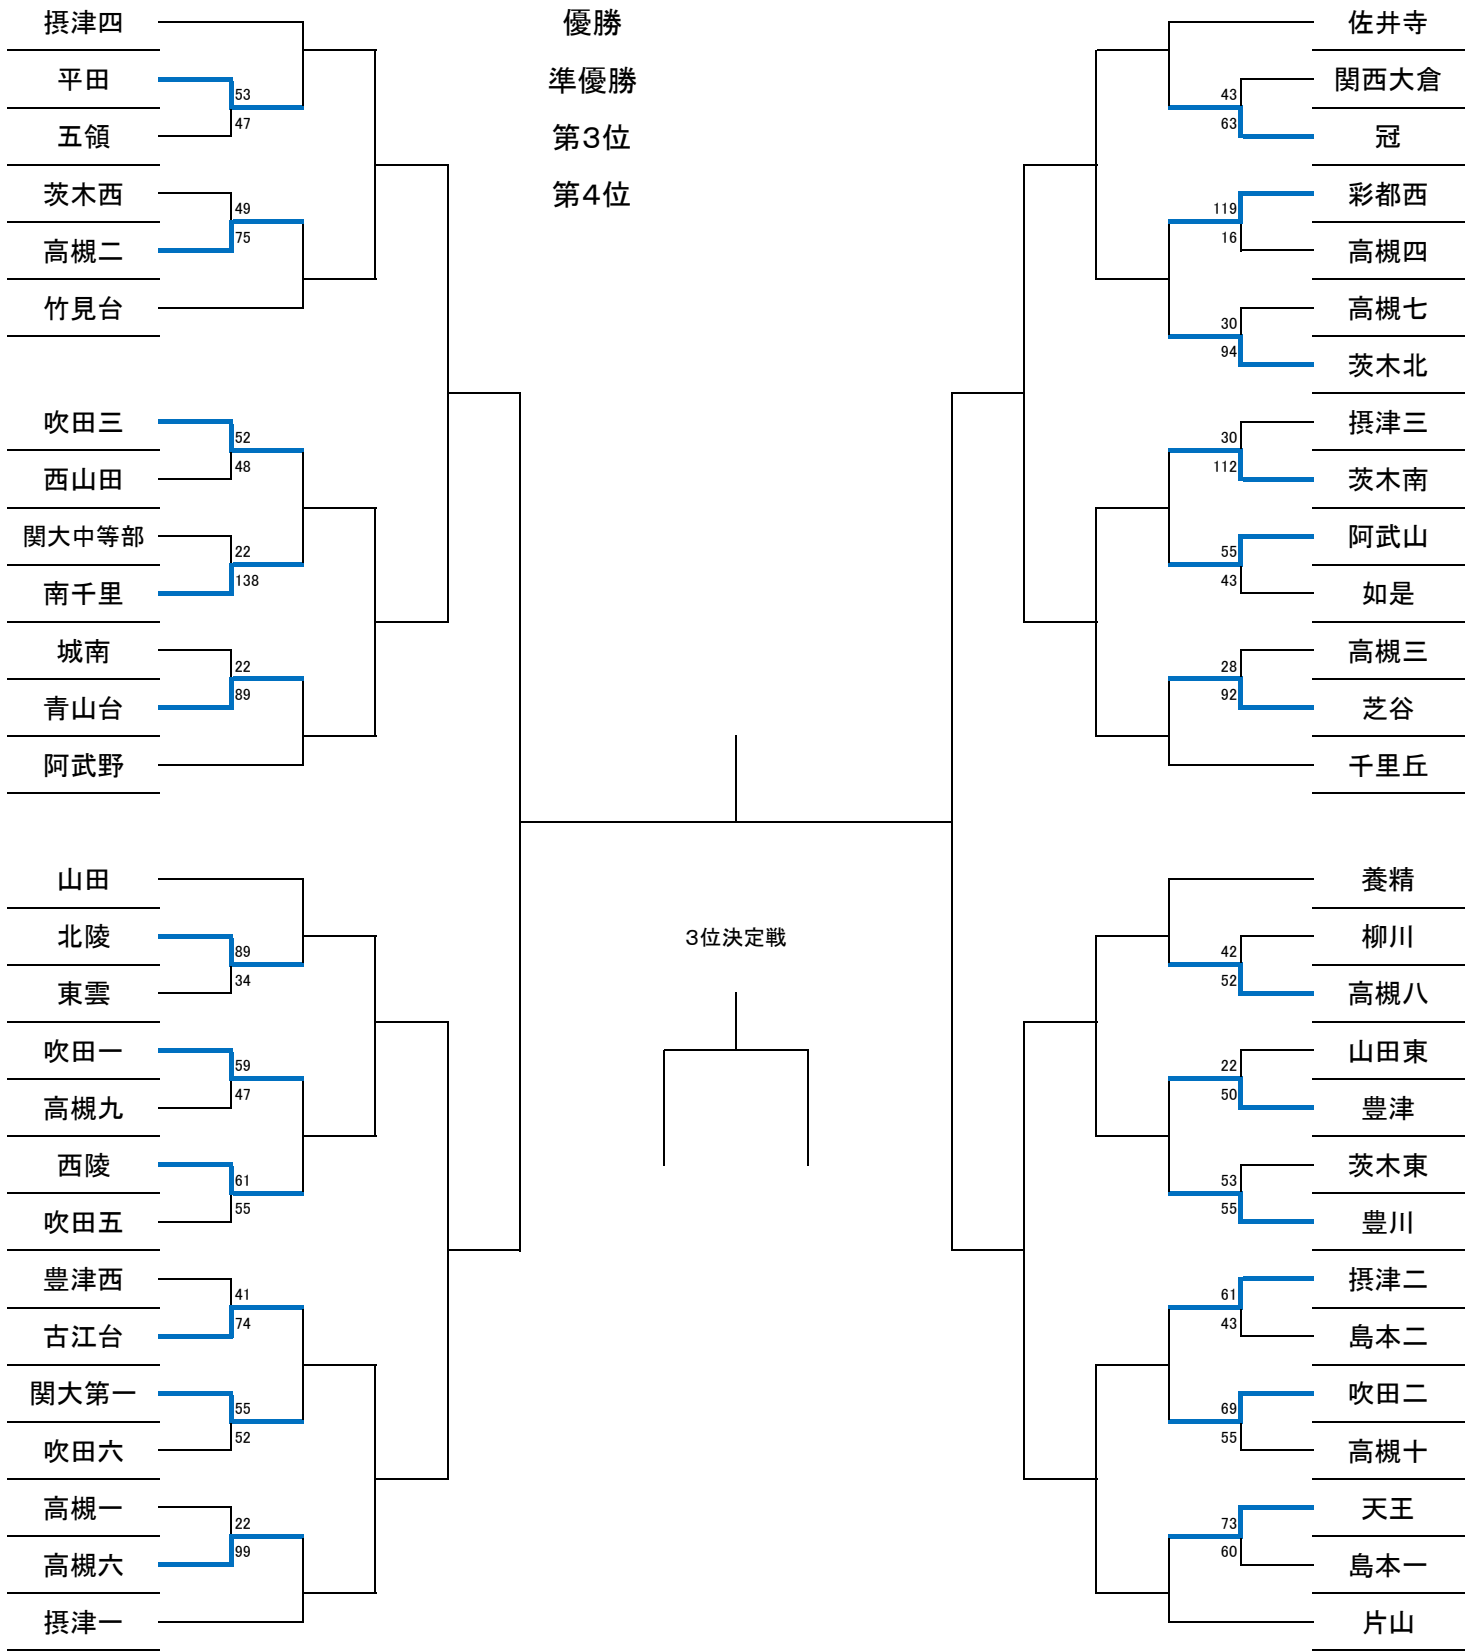 摂津四
平田
53
47
五領
茨木西
49
75
高槻二
竹見台
吹田三
52
48
西山田
関大中等部
22
138
南千里
城南
22
89
青山台
阿武野
山田
北陵
89
34
東雲
吹田一
59
47
高槻九
西陵
61
55
吹田五
豊津西
41
74
古江台
関大第一
55
52
吹田六
高槻一
22
99
高槻六
摂津一
優勝
準優勝
第3位
第4位
3位決定戦
佐井寺
関西大倉
43
63
冠
彩都西
119
16
高槻四
高槻七
30
94
茨木北
摂津三
30
112
茨木南
阿武山
55
43
如是
高槻三
28
92
芝谷
千里丘
養精
柳川
42
52
高槻八
山田東
22
50
豊津
茨木東
53
55
豊川
摂津二
61
43
島本二
吹田二
69
55
高槻十
天王
73
60
島本一
片山